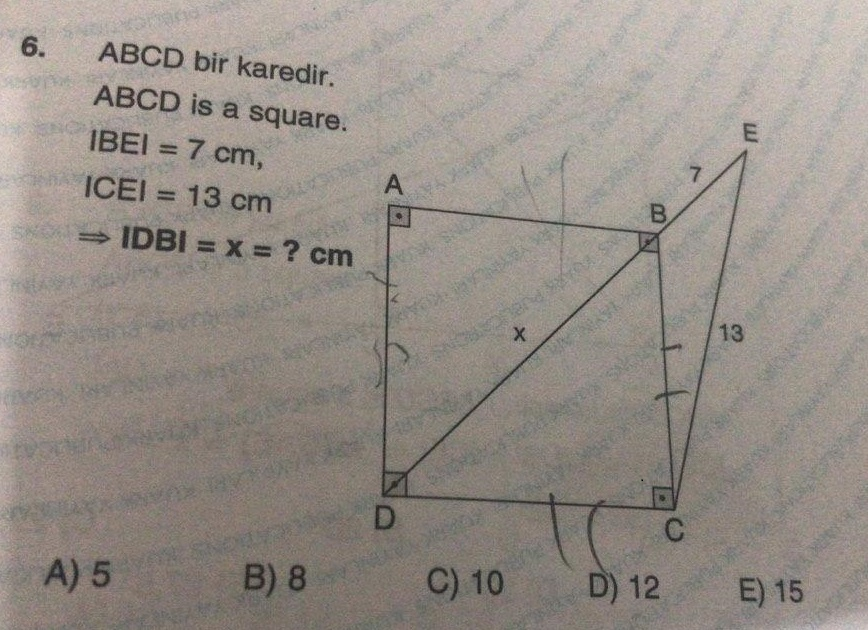 6. ABCD bir karedir.
ABCD is a square.
IBEI = 7 cm,
ICEI = 13 cm
⇒ IDBI = x = ? cm
E
7
A
B
x
13
D
C
A) 5 B) 8 C) 10 D) 12 E) 15